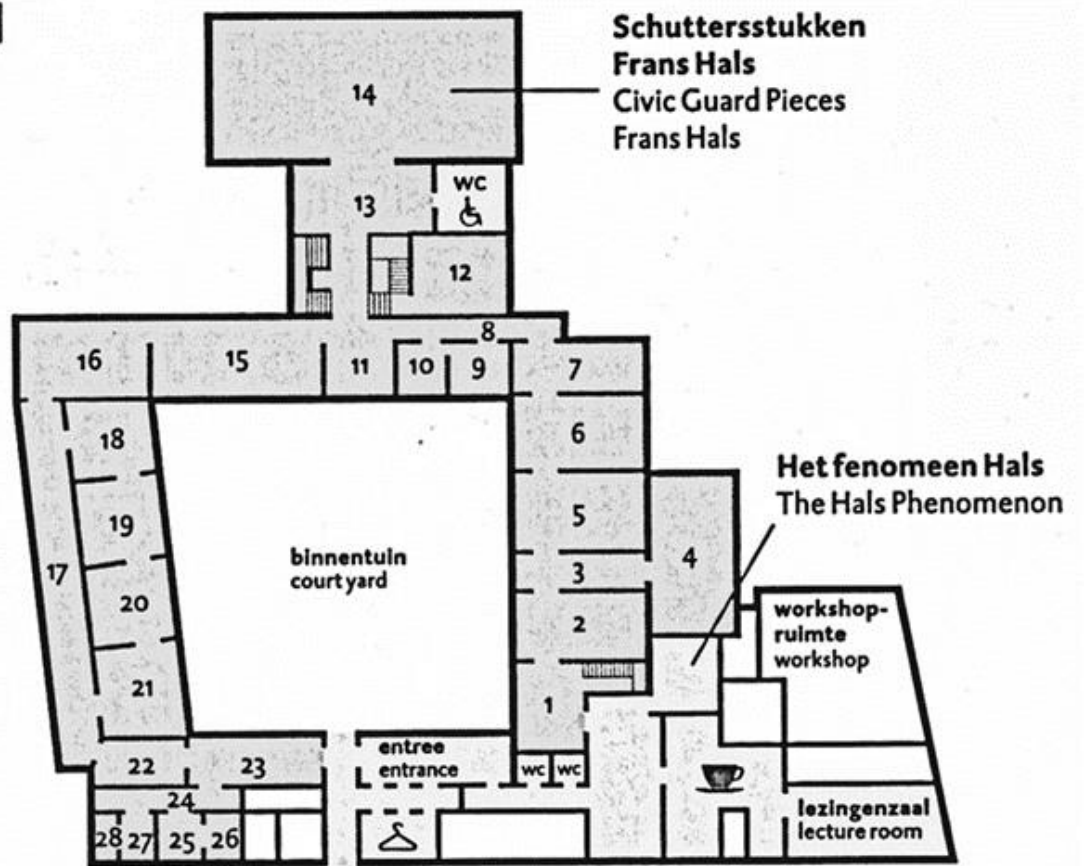 Schuttersstukken
Frans Hals
Civic Guard Pieces
Frans Hals
14
wc
13
12
8
16
15
11
10
9
7
18
6
Het fenomeen Hals
The Hals Phenomenon
19
5
17
binnentuin
court yard
4
3
20
2
workshop-
ruimte
workshop
21
1
entree
entrance
22
23
wc
wc
24
lezingenzaal
lecture room
28
27
25
26